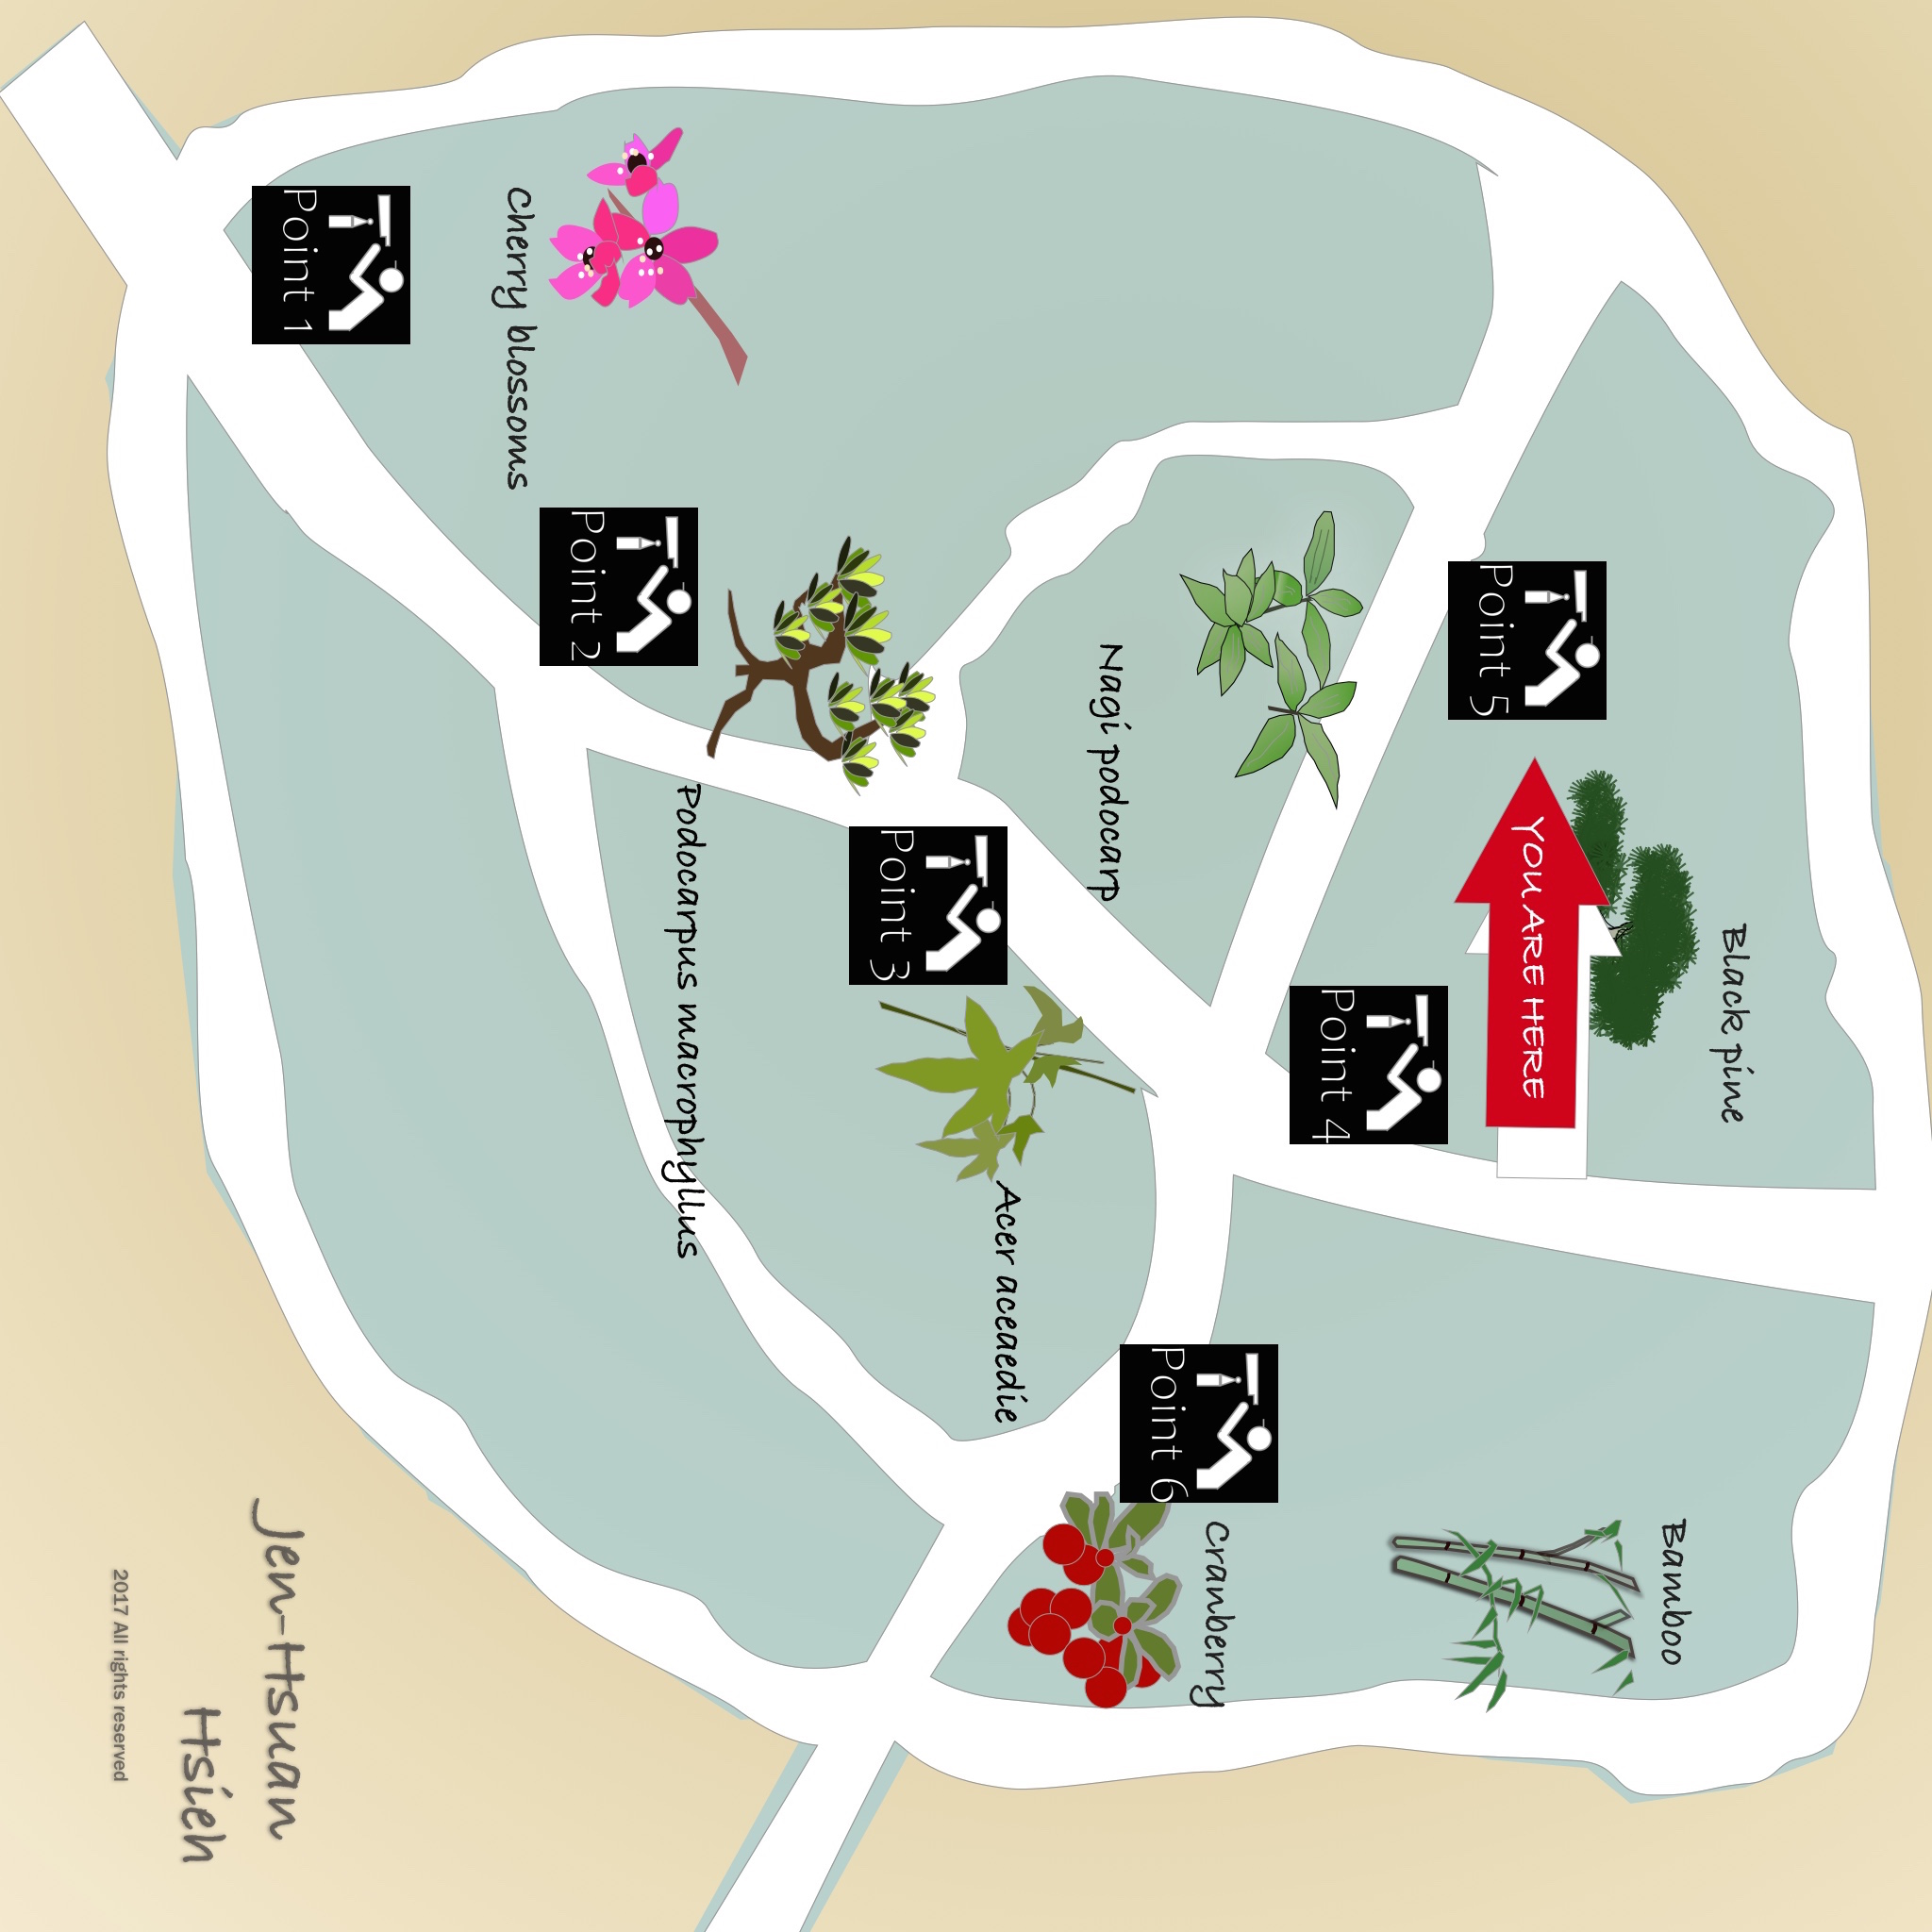 Black pine
Bamboo
YOU ARE HERE
Point 5
Point 4
Cranberry
Point 6
Nagi podocarp
Acer aceaedie
Point 3
Podocarpus macrophyllus
Point 2
Cherry blossoms
Point 1
Jen-Hsuan
Hsieh
2017 All rights reserved